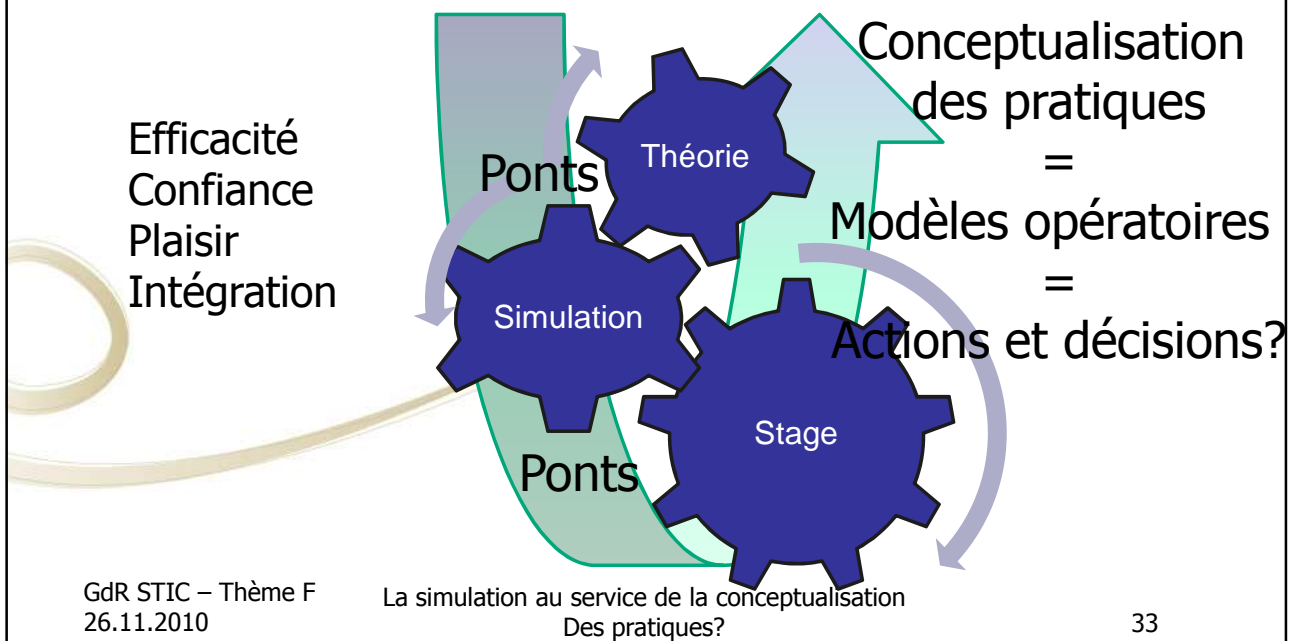 Efficacité
Confiance
Plaisir
Intégration
Ponts
Théorie
Simulation
Ponts
Stage
Conceptualisation
des pratiques
=
Modèles opératoires
=
Actions et décisions?
GdR STIC – Thème F
26.11.2010
La simulation au service de la conceptualisation
Des pratiques?
33